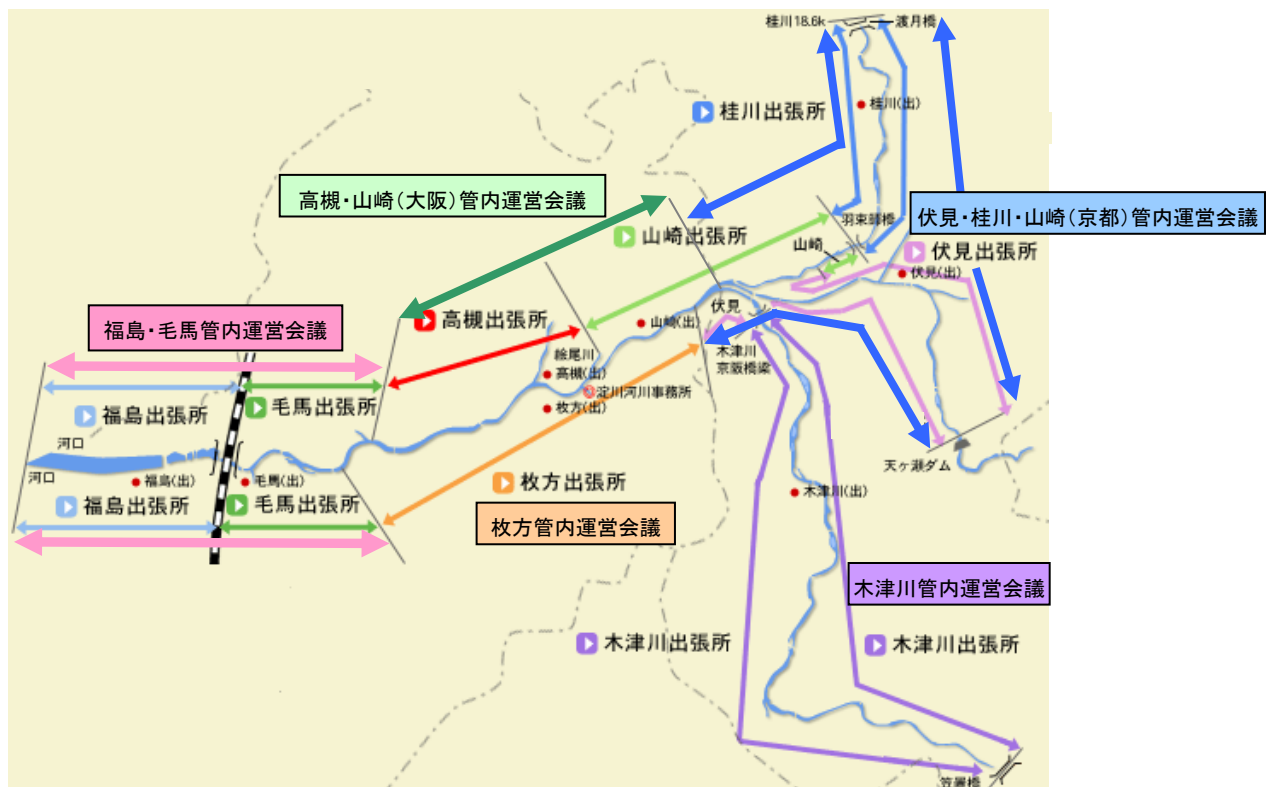 桂川18.6k
渡月橋
桂川出張所
桂川(出)
高槻・山崎(大阪)管内運営会議
羽束師橋
伏見・桂川・山崎(京都)管内運営会議
山崎出張所
山崎
伏見出張所
伏見(出)
福島・毛馬管内運営会議
高槻出張所
山崎(出)
伏見
木津川
京阪橋梁
絵尾川
高槻(出)
淀川河川事務所
枚方(出)
福島出張所
毛馬出張所
河口
河口
福島(出)
毛馬(出)
天ヶ瀬ダム
枚方出張所
木津川(出)
福島出張所
毛馬出張所
枚方管内運営会議
木津川管内運営会議
木津川出張所
木津川出張所
笠置橋